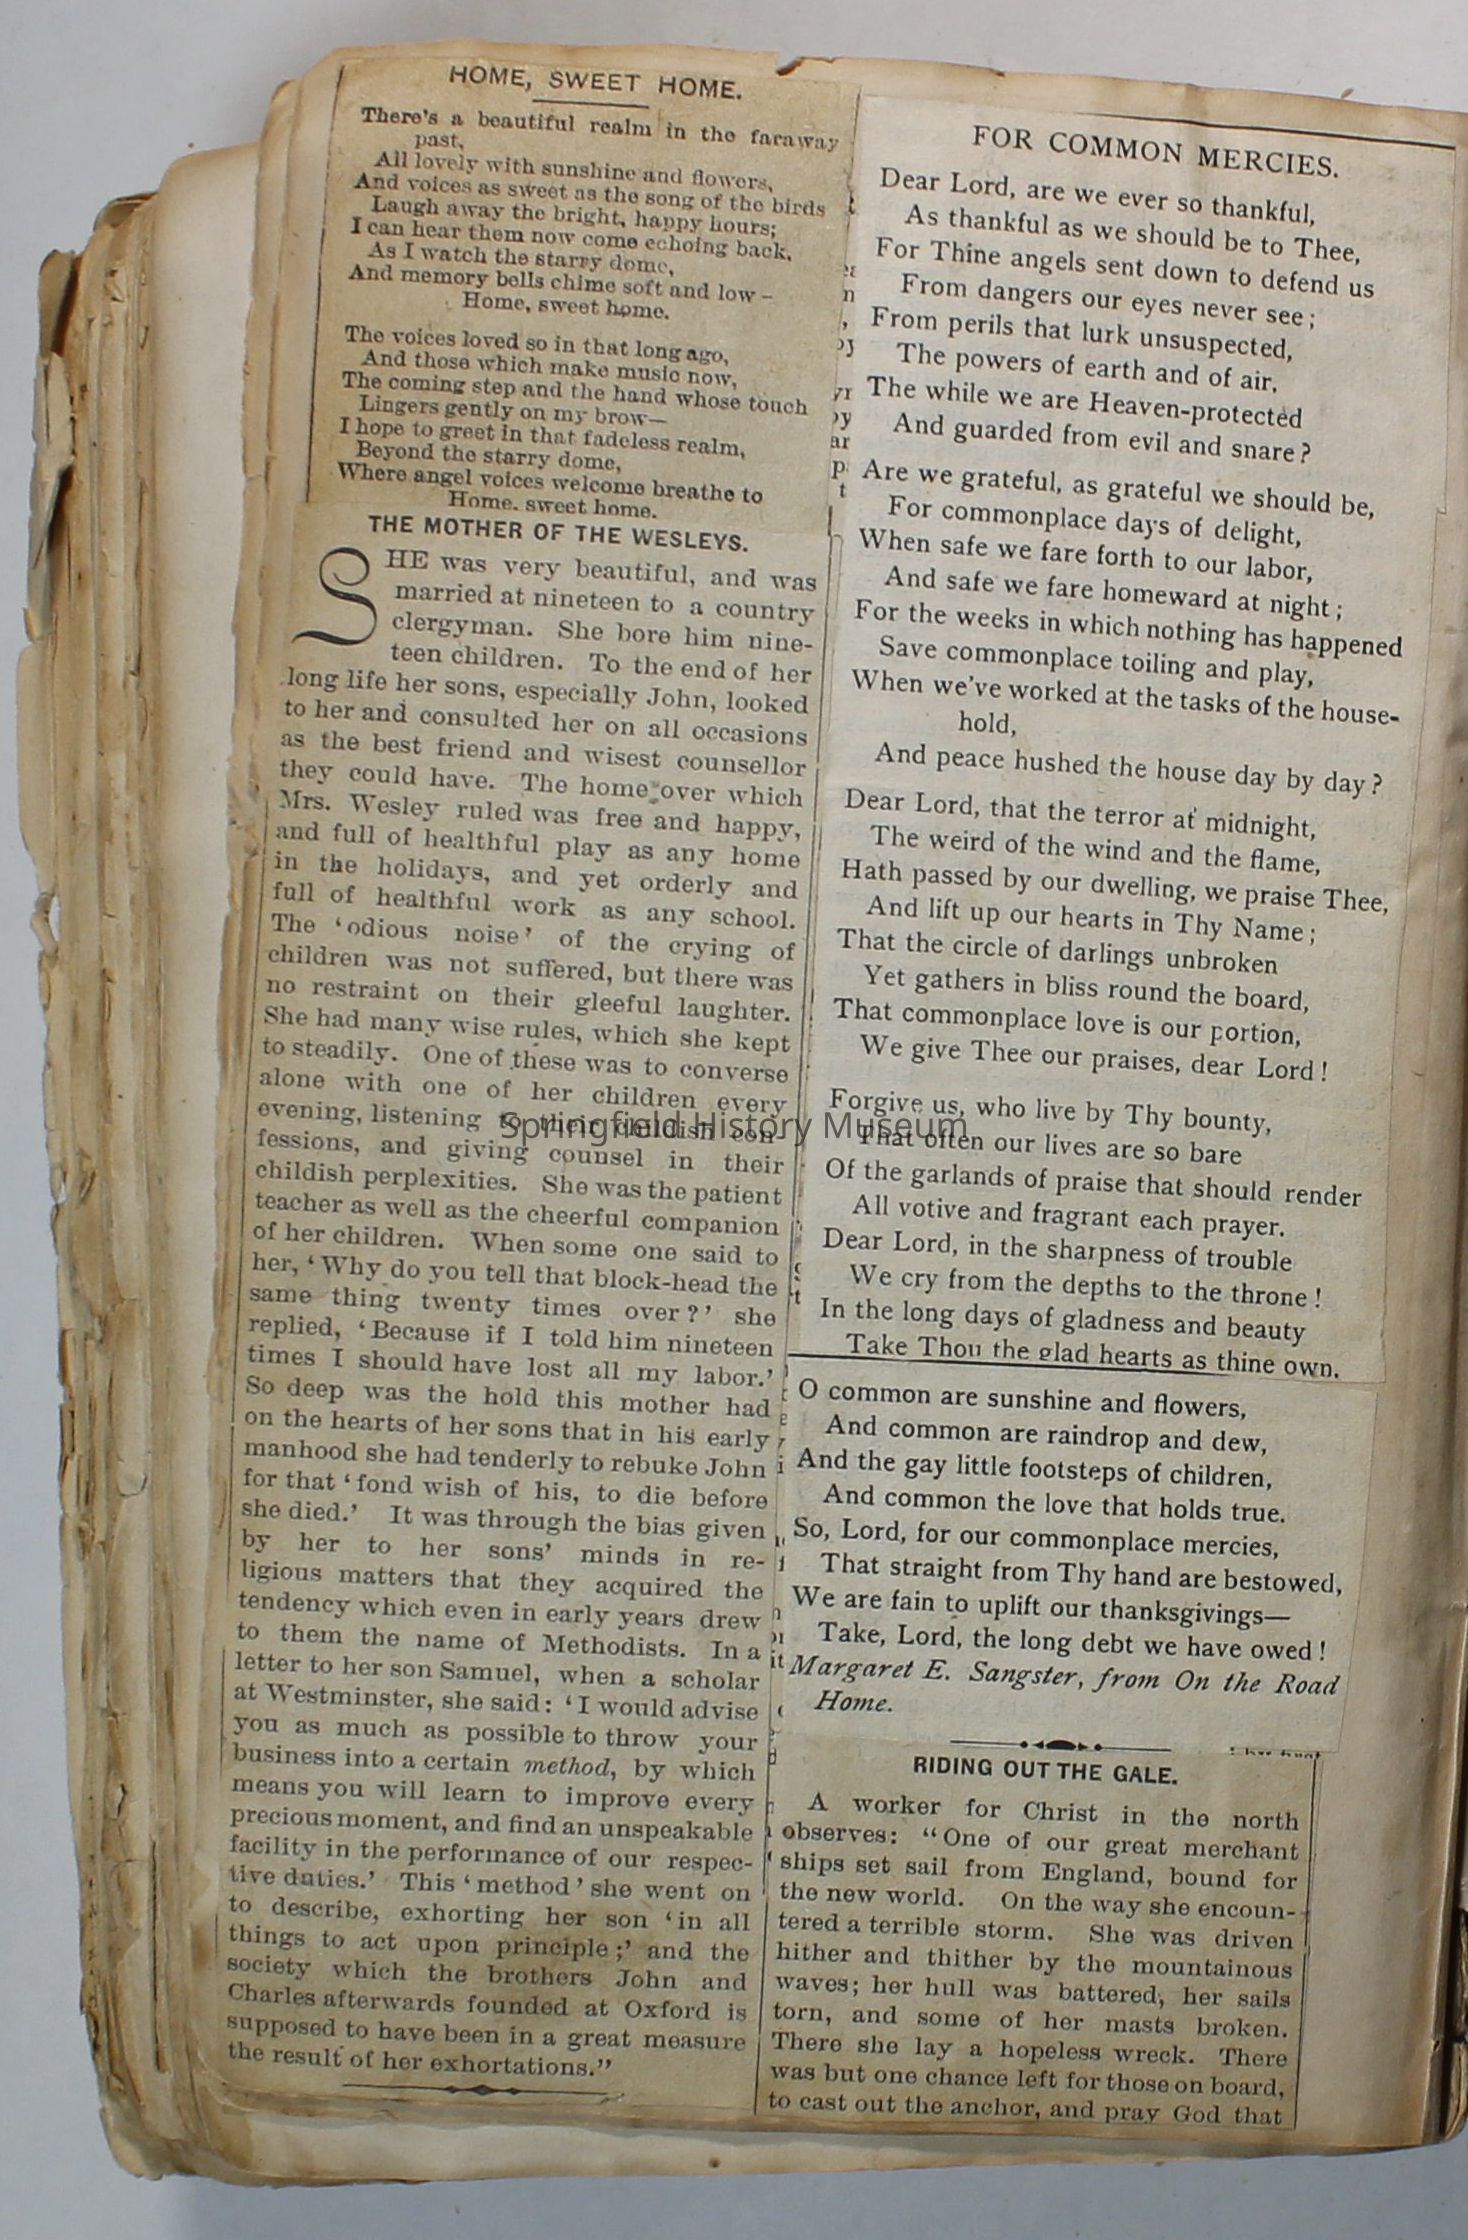 HOME, SWEET HOME.
There's a beautiful realm in the faraway
past,
All lovely with sunshine and flowers,
And voices as sweet as the song of the birds
Laugh away the bright, happy hours;
I can hear them now come echoing back.
As I watch the starry dome,
And memory bells chime soft and low –
Home, sweet home.
The voices loved so in that long ago,
And those which make music now,
The coming step and the hand whose touch
Lingers gently on my brow—
I hope to greet in that fadeless realm,
Beyond the starry dome,
Where angel voices welcome breathe to
Home. sweet home.
THE MOTHER OF THE WESLEYS.
SHE was very beautiful, and was
married at nineteen to a country
clergyman. She bore him nine-
teen children. To the end of her
long life her sons, especially John, looked
to her and consulted her on all occasions
as the best friend and wisest counsellor
they could have. The home over which
Mrs. Wesley ruled was free and happy,
and full of healthful play as any home
in the holidays, and yet orderly and
full of healthful work as any school.
The ‘odious noise’ of the crying of
children was not suffered, but there was
no restraint on their gleeful laughter.
She had many wise rules, which she kept
to steadily. One of these was to converse
alone with one of her children every
evening, listening to their childish con-
fessions, and giving counsel in their
childish perplexities. She was the patient
teacher as well as the cheerful companion
of her children. When some one said to
her, ‘Why do you tell that block-head the
same thing twenty times over?’ she
replied, ‘Because if I told him nineteen
times I should have lost all my labor.’
So deep was the hold this mother had
on the hearts of her sons that in his early
manhood she had tenderly to rebuke John
for that ‘fond wish of his, to die before
she died.’ It was through the bias given
by her to her sons’ minds in re-
ligious matters that they acquired the
tendency which even in early years drew
to them the name of Methodists. In a
letter to her son Samuel, when a scholar
at Westminster, she said: ‘I would advise
you as much as possible to throw your
business into a certain method, by which
means you will learn to improve every
precious moment, and find an unspeakable
facility in the performance of our respec-
tive duties.’ This ‘method’ she went on
to describe, exhorting her son ‘in all
things to act upon principle;’ and the
society which the brothers John and
Charles afterwards founded at Oxford is
supposed to have been in a great measure
the result of her exhortations.”
FOR COMMON MERCIES.
Dear Lord, are we ever so thankful,
As thankful as we should be to Thee,
For Thine angels sent down to defend us
From dangers our eyes never see;
From perils that lurk unsuspected,
The powers of earth and of air,
The while we are Heaven-protected
And guarded from evil and snare?
Are we grateful, as grateful we should be,
For commonplace days of delight,
When safe we fare forth to our labor,
And safe we fare homeward at night;
For the weeks in which nothing has happened
Save commonplace toiling and play,
When we've worked at the tasks of the house-
hold,
And peace hushed the house day by day?
Dear Lord, that the terror at midnight,
The weird of the wind and the flame,
Hath passed by our dwelling, we praise Thee,
And lift up our hearts in Thy Name;
That the circle of darlings unbroken
Yet gathers in bliss round the board,
That commonplace love is our portion,
We give Thee our praises, dear Lord!
Forgive us, who live by Thy bounty,
That often our lives are so bare
Of the garlands of praise that should render
All votive and fragrant each prayer.
Dear Lord, in the sharpness of trouble
We cry from the depths to the throne!
In the long days of gladness and beauty
Take Thou the glad hearts as thine own.
O common are sunshine and flowers,
And common are raindrop and dew,
And the gay little footsteps of children,
And common the love that holds true.
So, Lord, for our commonplace mercies,
That straight from Thy hand are bestowed,
We are fain to uplift our thanksgivings—
Take, Lord, the long debt we have owed!
Margaret E. Sangster, from On the Road
Home.
RIDING OUT THE GALE.
A worker for Christ in the north
observes: “One of our great merchant
ships set sail from England, bound for
the new world. On the way she encoun-
tered a terrible storm. She was driven
hither and thither by the mountainous
waves; her hull was battered, her sails
torn, and some of her masts broken.
There she lay a hopeless wreck. There
was but one chance left for those on board,
to cast out the anchor, and pray God that
Springfield History Museum